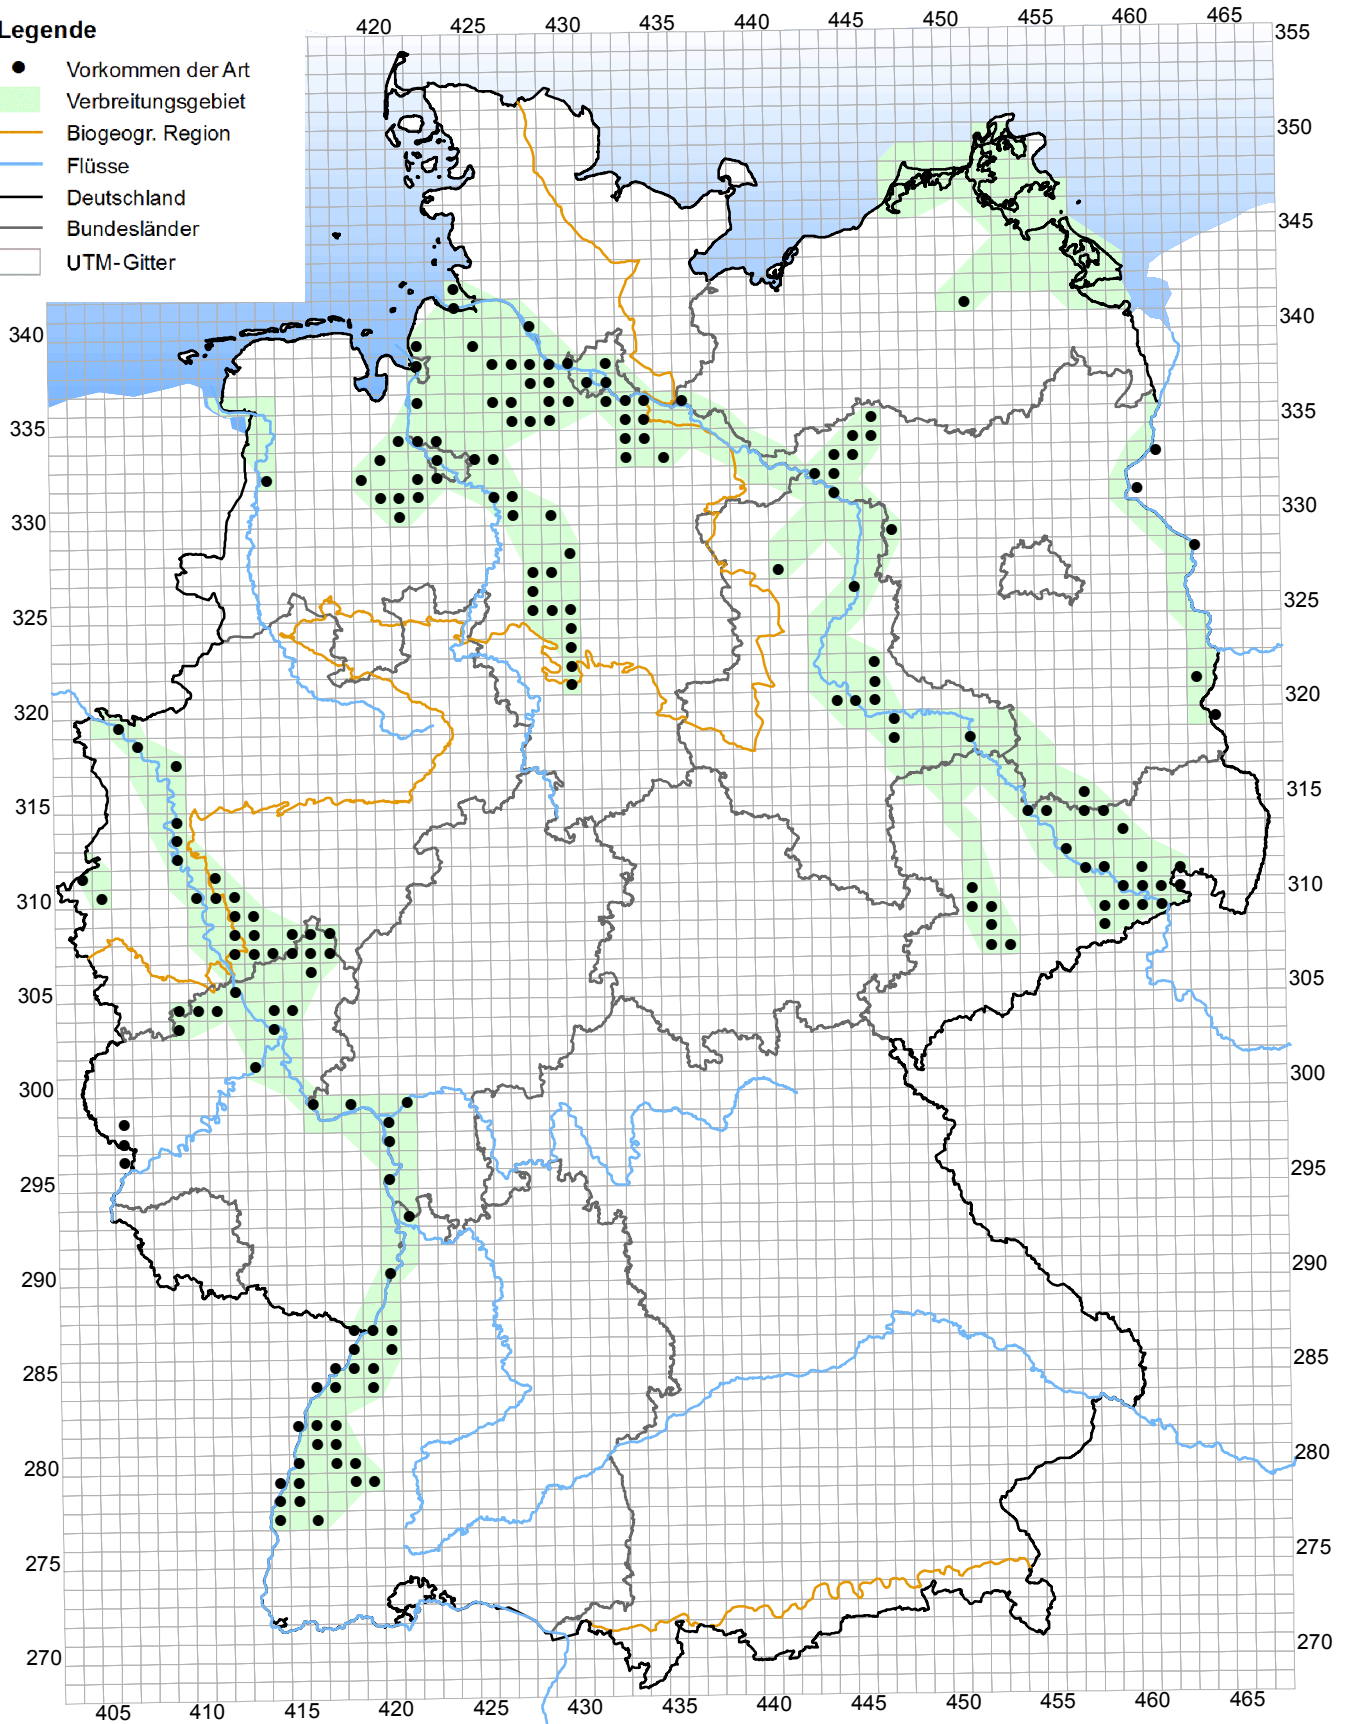 Legende
Vorkommen der Art
Verbreitungsgebiet
Biogeogr. Region
Flüsse
Deutschland
Bundesländer
UTM-Gitter
420 425 430 435 440 445 450 455 460 465
355
350
345
340 340
335 335
330 330
325 325
320 320
315 315
310 310
305 305
300 300
295 295
290 290
285 285
280 280
275 275
270 270
405 410 415 420 425 430 435 440 445 450 455 460 465